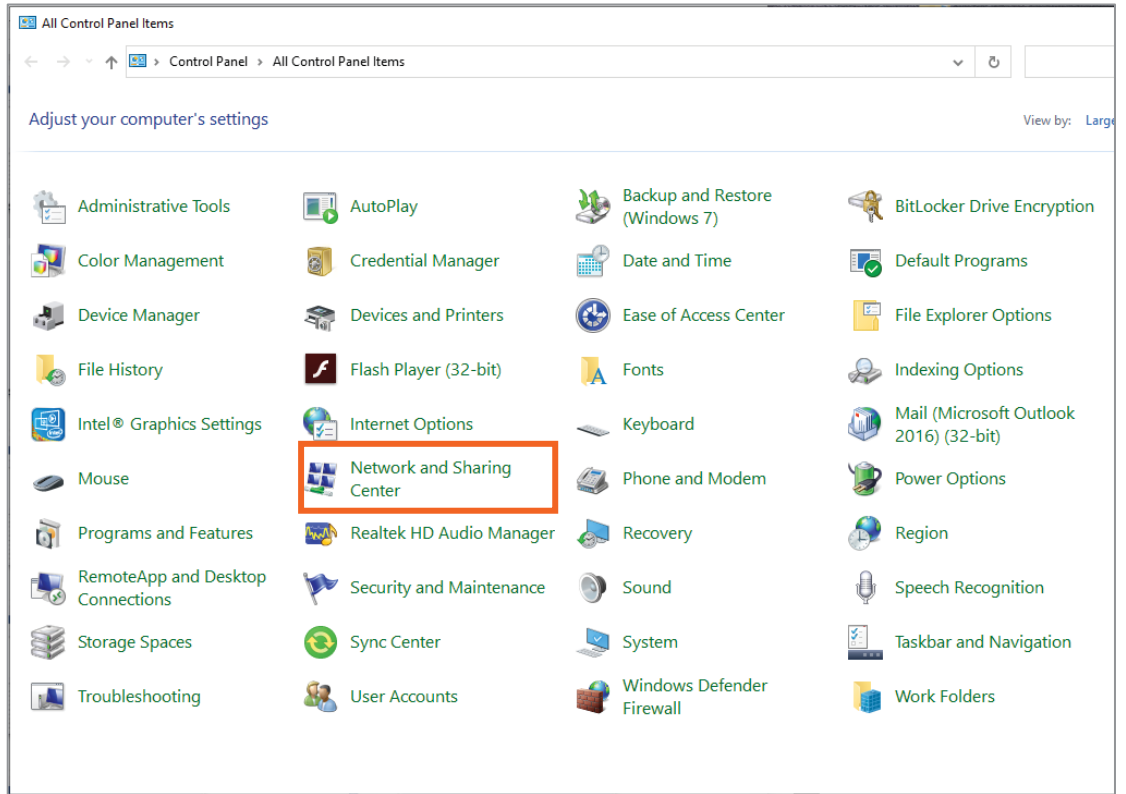 All Control Panel Items
Control Panel › All Control Panel Items
Adjust your computer's settings
View by: Large
Administrative Tools
AutoPlay
Backup and Restore
(Windows 7)
BitLocker Drive Encryption
Color Management
Credential Manager
Date and Time
Default Programs
Device Manager
Devices and Printers
Ease of Access Center
File Explorer Options
File History
Flash Player (32-bit)
Fonts
Indexing Options
Intel® Graphics Settings
Internet Options
Keyboard
Mail (Microsoft Outlook
2016) (32-bit)
Mouse
Network and Sharing
Center
Phone and Modem
Power Options
Programs and Features
Realtek HD Audio Manager
Recovery
Region
RemoteApp and Desktop
Connections
Security and Maintenance
Sound
Speech Recognition
Storage Spaces
Sync Center
System
Taskbar and Navigation
Troubleshooting
User Accounts
Windows Defender
Firewall
Work Folders